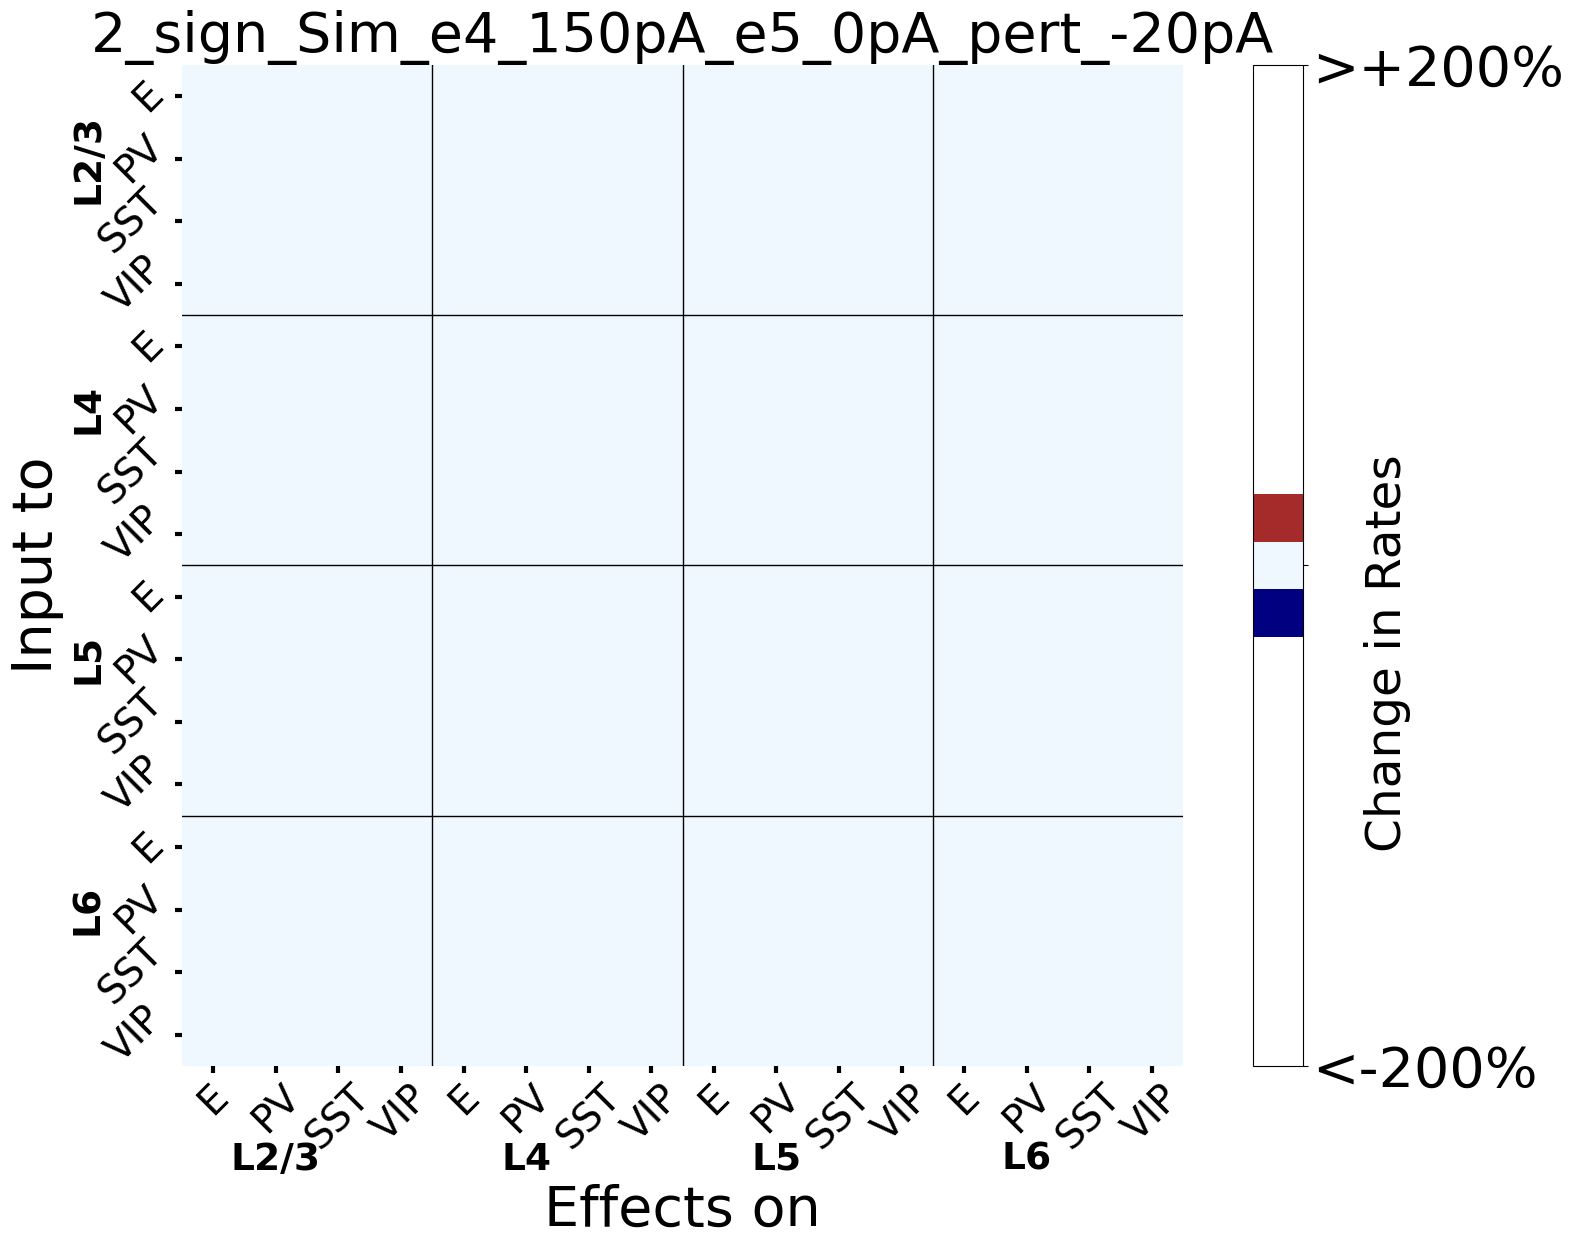 2_sign_Sim_e4_150pA_e5_0pA_pert_-20pA
Input to
L2/3
E
PV
SST
VIP
L4
E
PV
SST
VIP
L5
E
PV
SST
VIP
L6
E
PV
SST
VIP
E
PV
SST
VIP
E
PV
SST
VIP
E
PV
SST
VIP
E
PV
SST
VIP
L2/3
L4
L5
L6
Effects on
>+200%
Change in Rates
<-200%